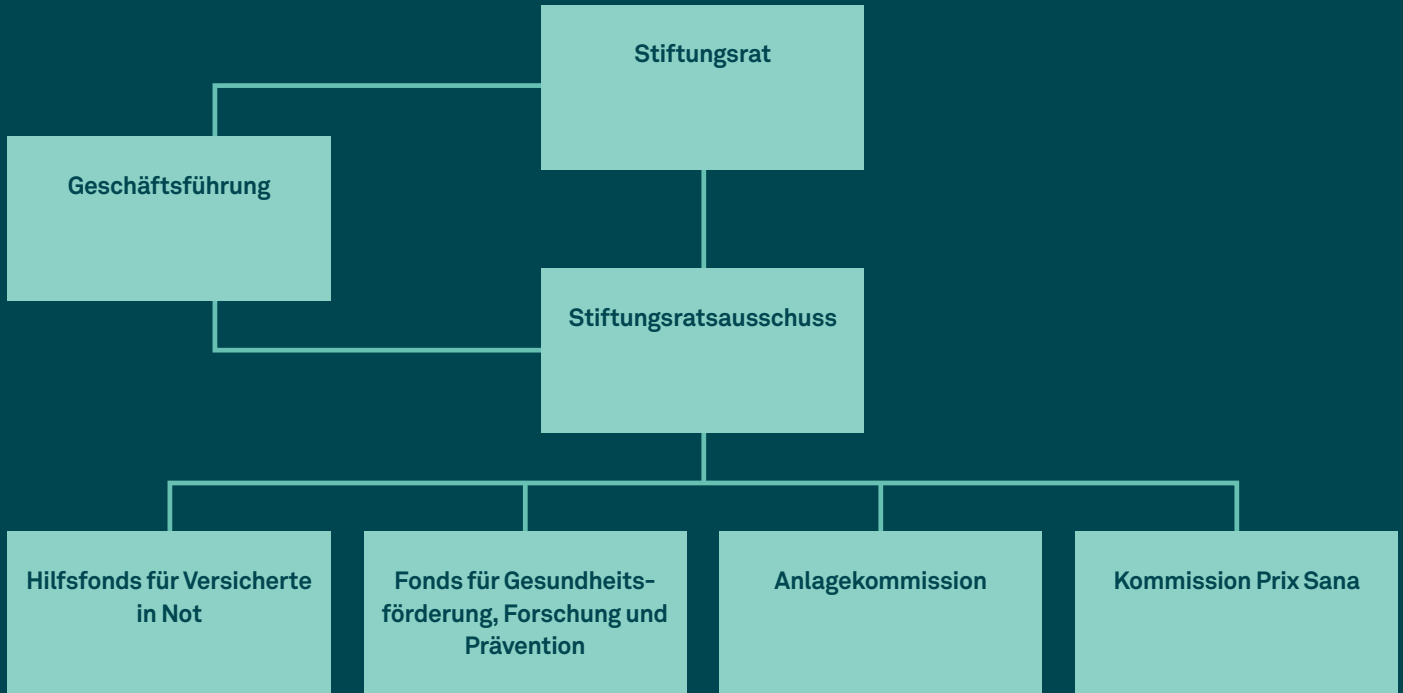 Stiftungsrat
Geschäftsführung
Stiftungsratsausschuss
Hilfsfonds für Versicherte
in Not
Fonds für Gesundheits-
förderung, Forschung und
Prävention
Anlagekommission
Kommission Prix Sana